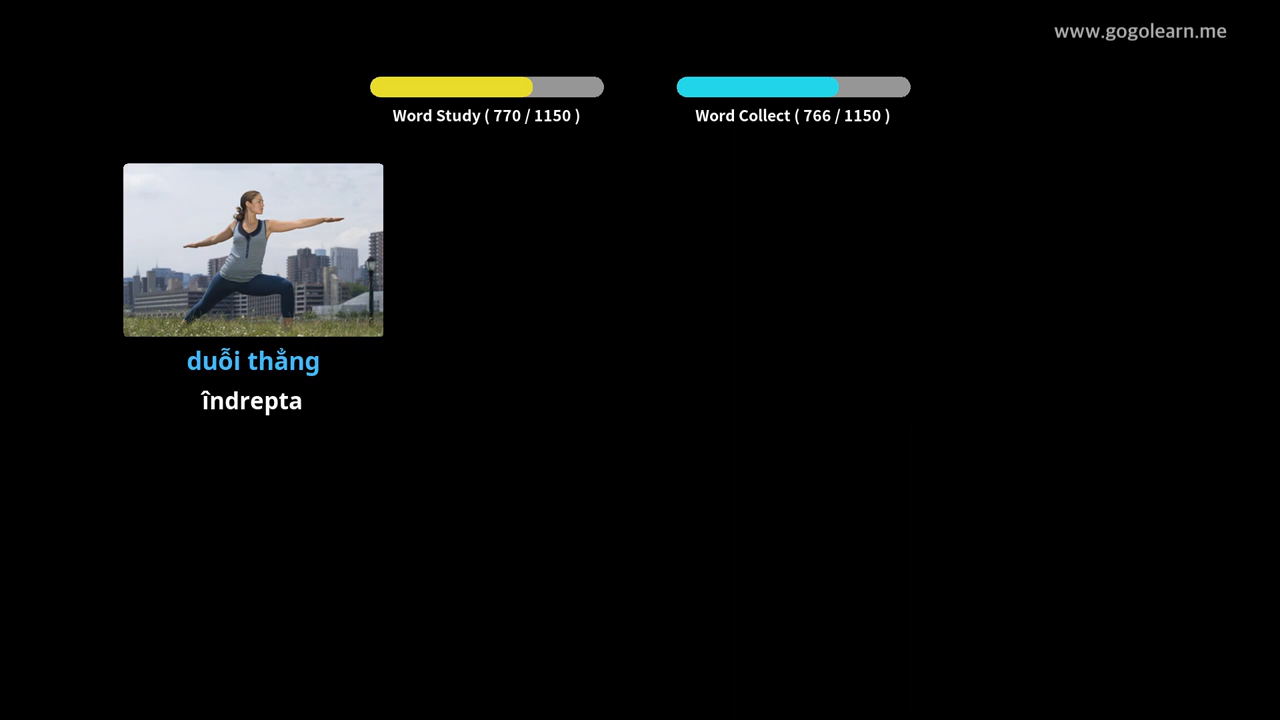 www.gogolearn.me
Word Study ( 770 / 1150 )
Word Collect ( 766 / 1150 )
duỗi thẳng
îndrepta